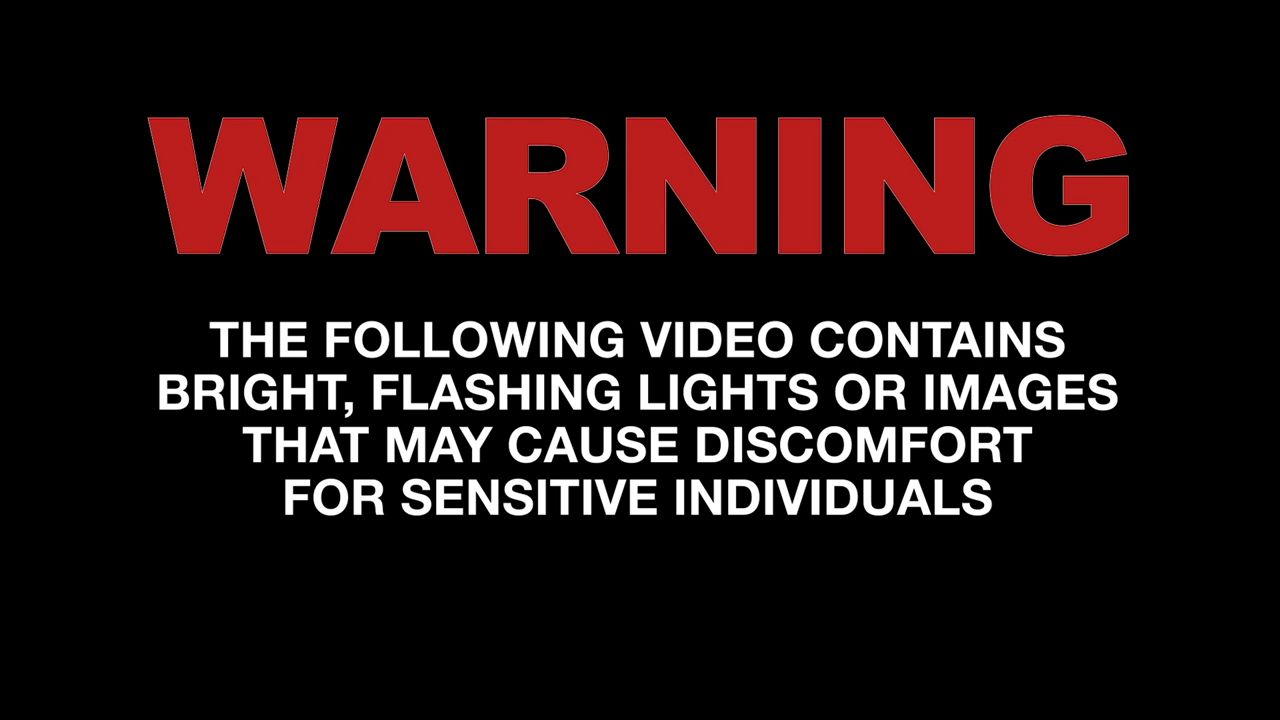 WARNING
THE FOLLOWING VIDEO CONTAINS
BRIGHT, FLASHING LIGHTS OR IMAGES
THAT MAY CAUSE DISCOMFORT
FOR SENSITIVE INDIVIDUALS